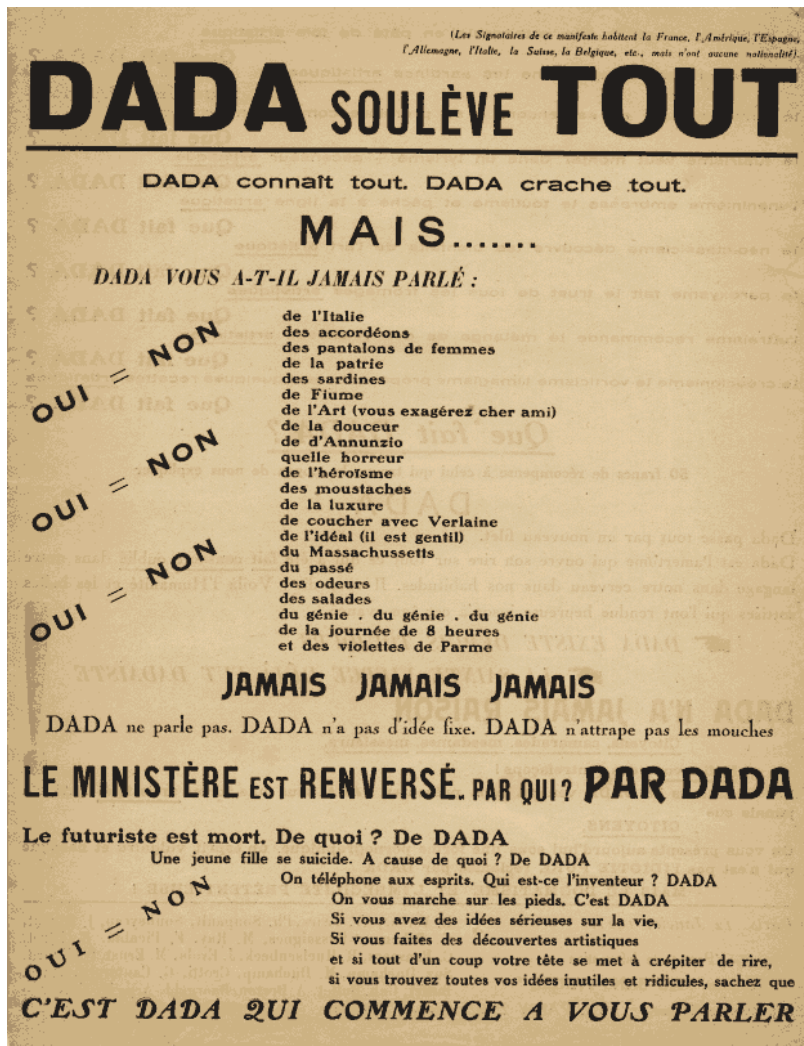 (Les Signataires de ce manifeste habitent la France, l'Amérique, l'Espagne,
l'Allemagne, l'Italie, la Suisse, la Belgique, etc., mais n'ont aucune nationalité).
DADA SOULÈVE TOUT
DADA connaît tout. DADA crache tout.
MAIS.......
DADA VOUS A-T-IL JAMAIS PARLÉ :
de l'Italie
des accordéons
des pantalons de femmes
de la patrie
des sardines
de Fiume
de l'Art (vous exagérez cher ami)
de la douceur
de d'Annunzio
quelle horreur
de l'héroïsme
des moustaches
de la luxure
de coucher avec Verlaine
de l'idéal (il est gentil)
du Massachussetts
du passé
des odeurs
des salades
du génie . du génie . du génie
de la journée de 8 heures
et des violettes de Parme
OUI = NON
OUI = NON
OUI = NON
JAMAIS JAMAIS JAMAIS
DADA ne parle pas. DADA n'a pas d'idée fixe. DADA n'attrape pas les mouches
LE MINISTÈRE EST RENVERSÉ. PAR QUI ? PAR DADA
Le futuriste est mort. De quoi ? De DADA
Une jeune fille se suicide. A cause de quoi ? De DADA
On téléphone aux esprits. Qui est-ce l'inventeur ? DADA
On vous marche sur les pieds. C'est DADA
Si vous avez des idées sérieuses sur la vie,
Si vous faites des découvertes artistiques
et si tout d'un coup votre tête se met à crépiter de rire,
si vous trouvez toutes vos idées inutiles et ridicules, sachez que
OUI = NON
C'EST DADA QUI COMMENCE A VOUS PARLER